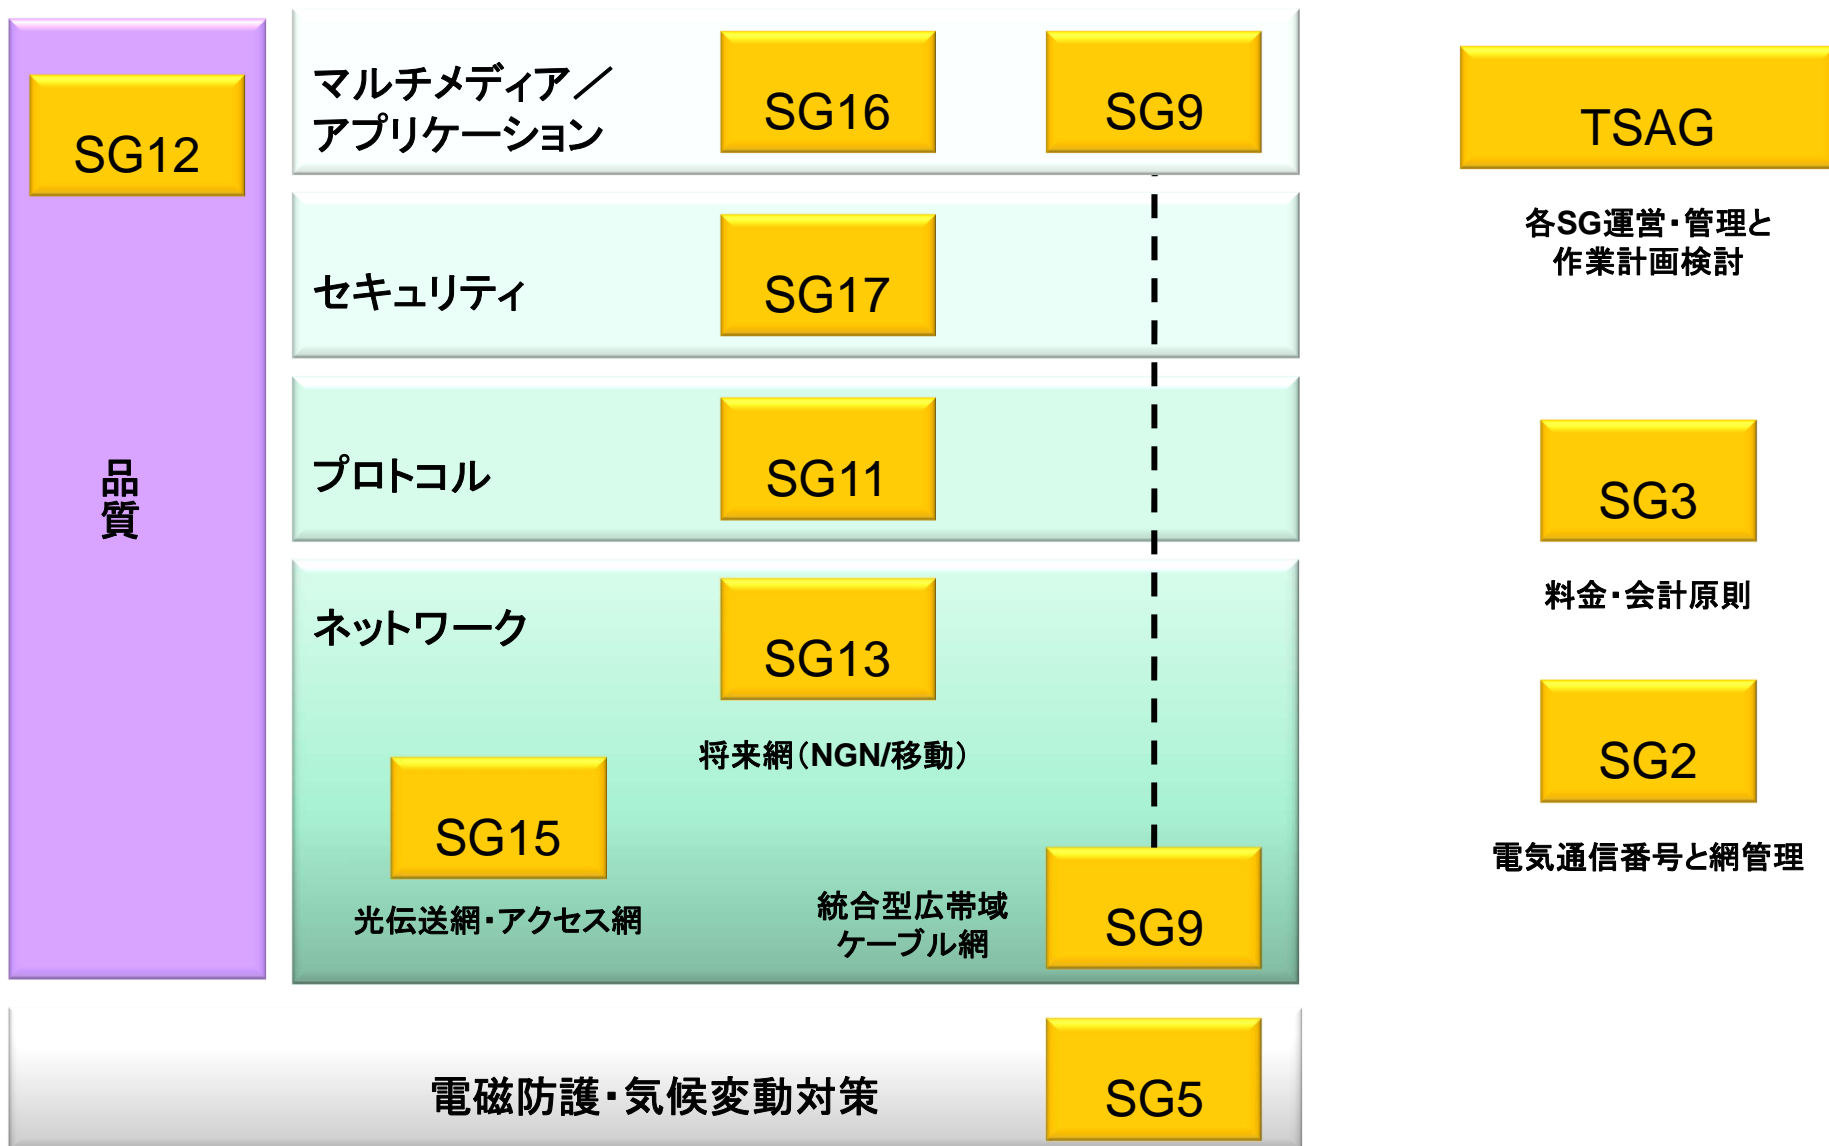 SG12
品
質
マルチメディア／
アプリケーション
SG16
SG9
セキュリティ
SG17
プロトコル
SG11
ネットワーク
SG13
将来網（NGN/移動）
SG15
光伝送網・アクセス網
統合型広帯域
ケーブル網
SG9
電磁防護・気候変動対策
SG5
TSAG
各SG運営・管理と
作業計画検討
SG3
料金・会計原則
SG2
電気通信番号と網管理